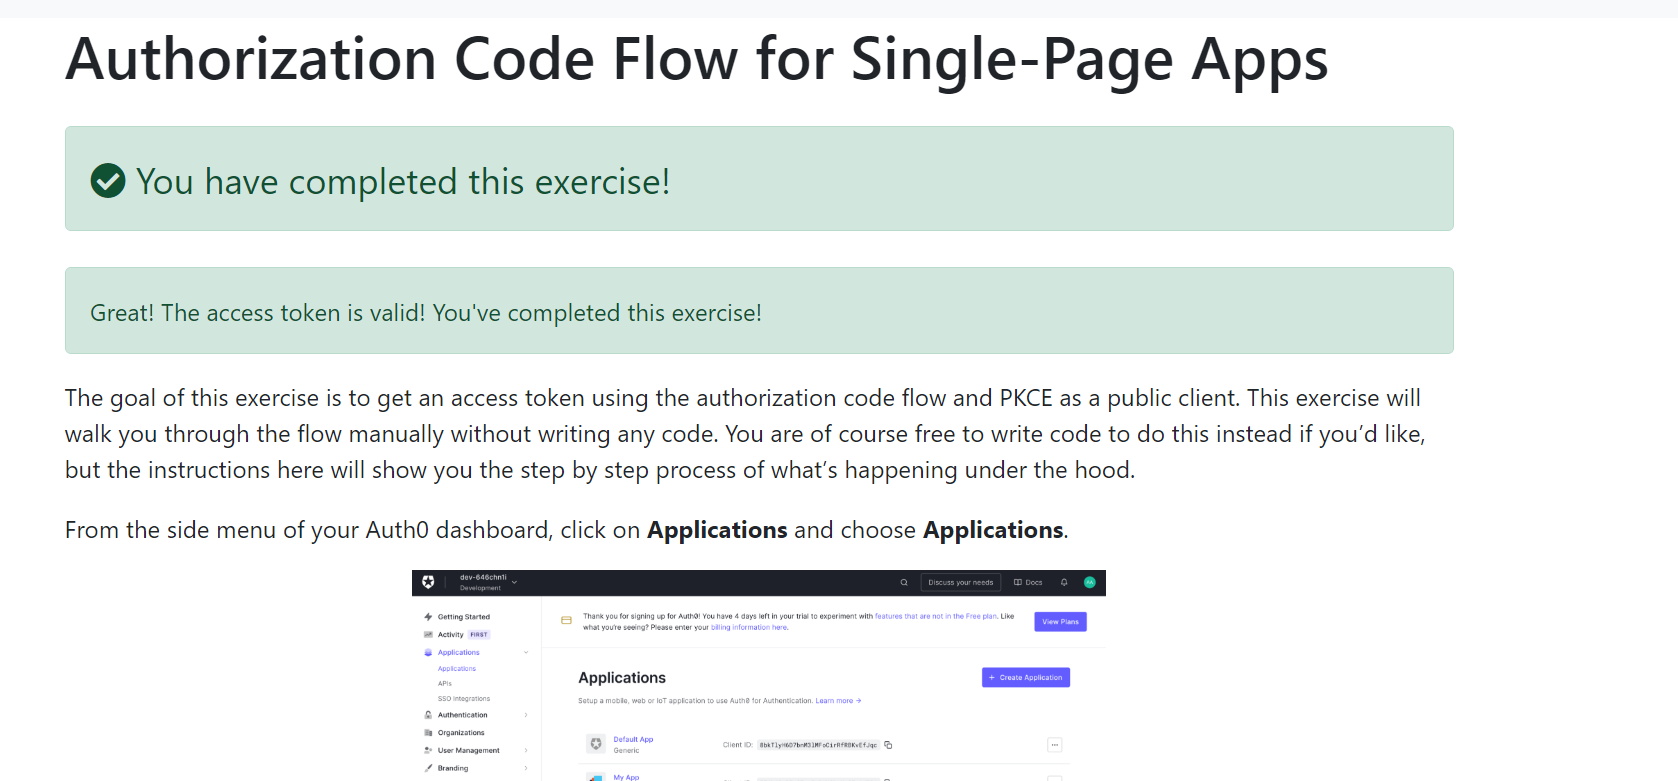 Authorization Code Flow for Single-Page Apps
You have completed this exercise!
Great! The access token is valid! You've completed this exercise!
The goal of this exercise is to get an access token using the authorization code flow and PKCE as a public client. This exercise will
walk you through the flow manually without writing any code. You are of course free to write code to do this instead if you’d like,
but the instructions here will show you the step by step process of what’s happening under the hood.
From the side menu of your Auth0 dashboard, click on Applications and choose Applications.
dev-646chn1i
Development
Discuss your needs
Docs
Getting Started
Activity FIRST
Applications
Applications
APIs
SSO Integrations
Authentication
Organizations
User Management
Branding
Thank you for signing up for Auth0! You have 4 days left in your trial to experiment with features that are not in the Free plan. Like
what you're seeing? Please enter your billing information here.
View Plans
Applications
+ Create Application
Setup a mobile, web or IoT application to use Auth0 for Authentication. Learn more →
Default App
Generic
Client ID:
My App